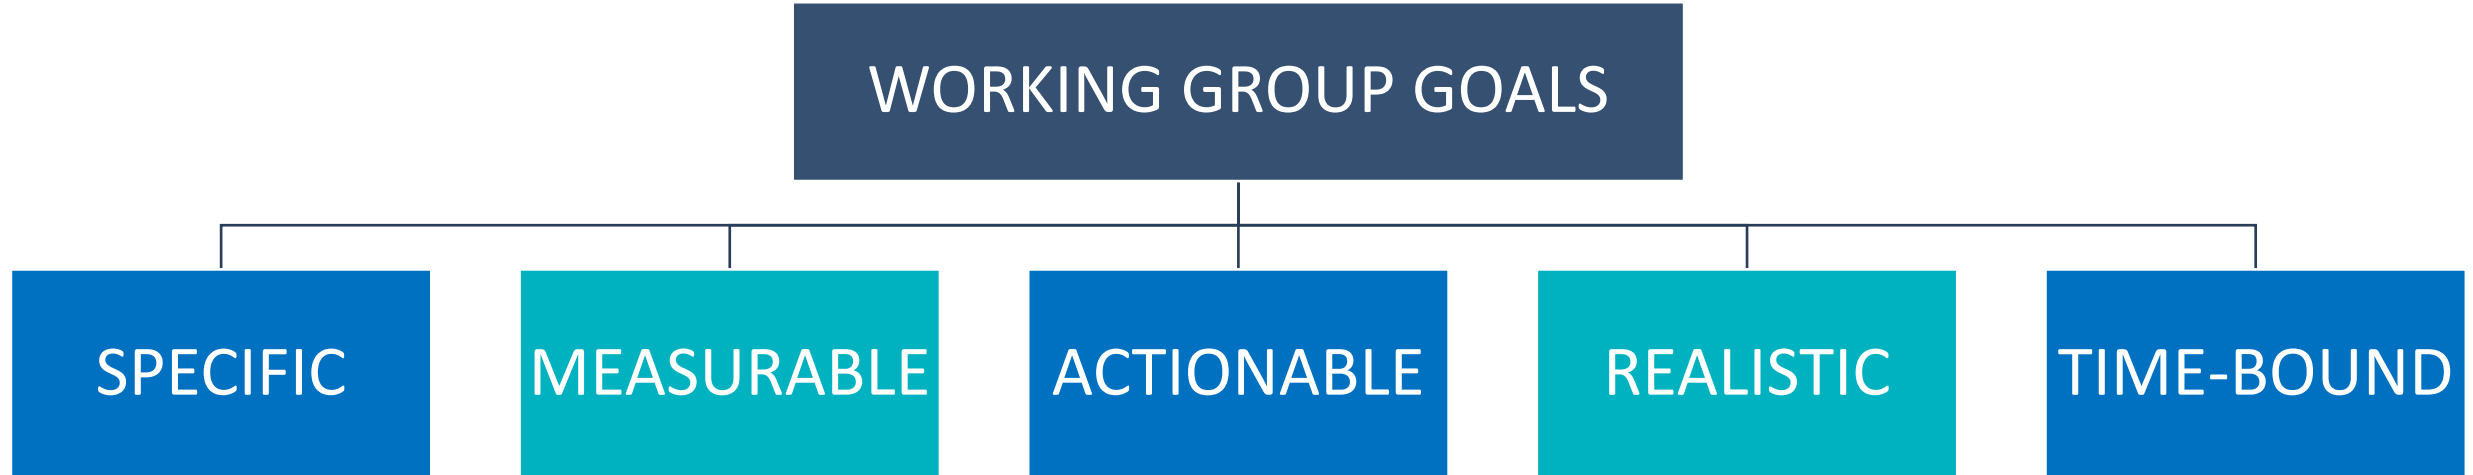 WORKING GROUP GOALS
SPECIFIC
MEASURABLE
ACTIONABLE
REALISTIC
TIME-BOUND